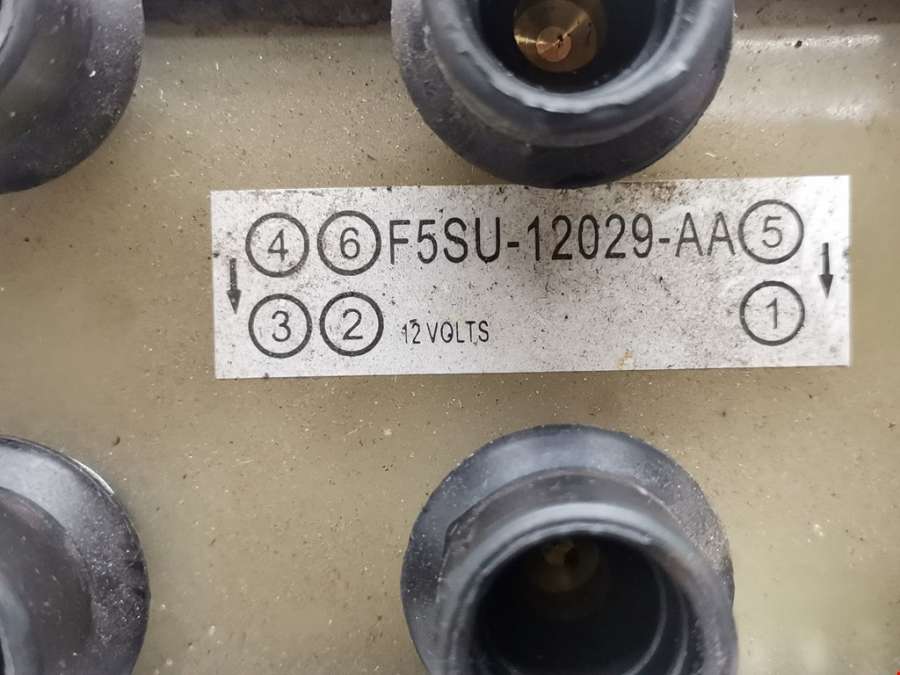 ④ ⑥ F5SU-12029-AA ⑤
↓ ↓
③ ② 12 VOLTS ①